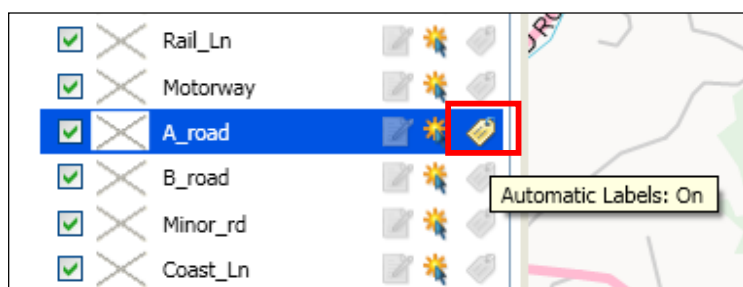 Rail_Ln
Motorway
A_road
B_road
Automatic Labels: On
Minor_rd
Coast_Ln